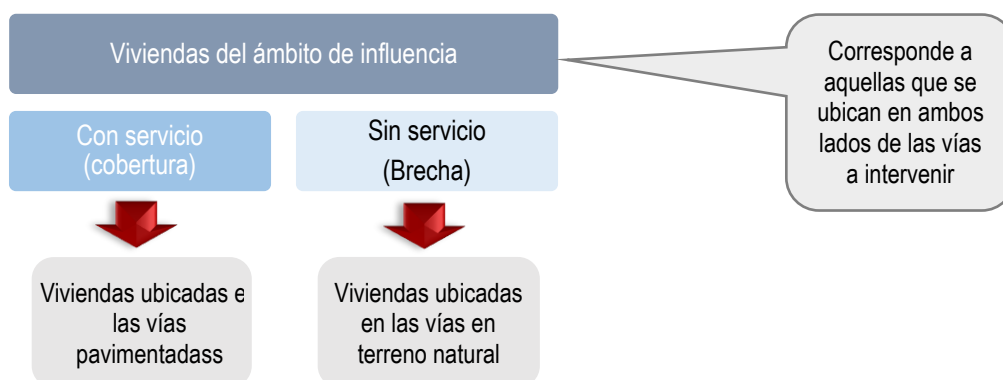 Viviendas del ámbito de influencia
Corresponde a
aquellas que se
ubican en ambos
lados de las vías
a intervenir
Con servicio
(cobertura)
Sin servicio
(Brecha)
Viviendas ubicadas e
las vías
pavimentadass
Viviendas ubicadas
en las vías en
terreno natural